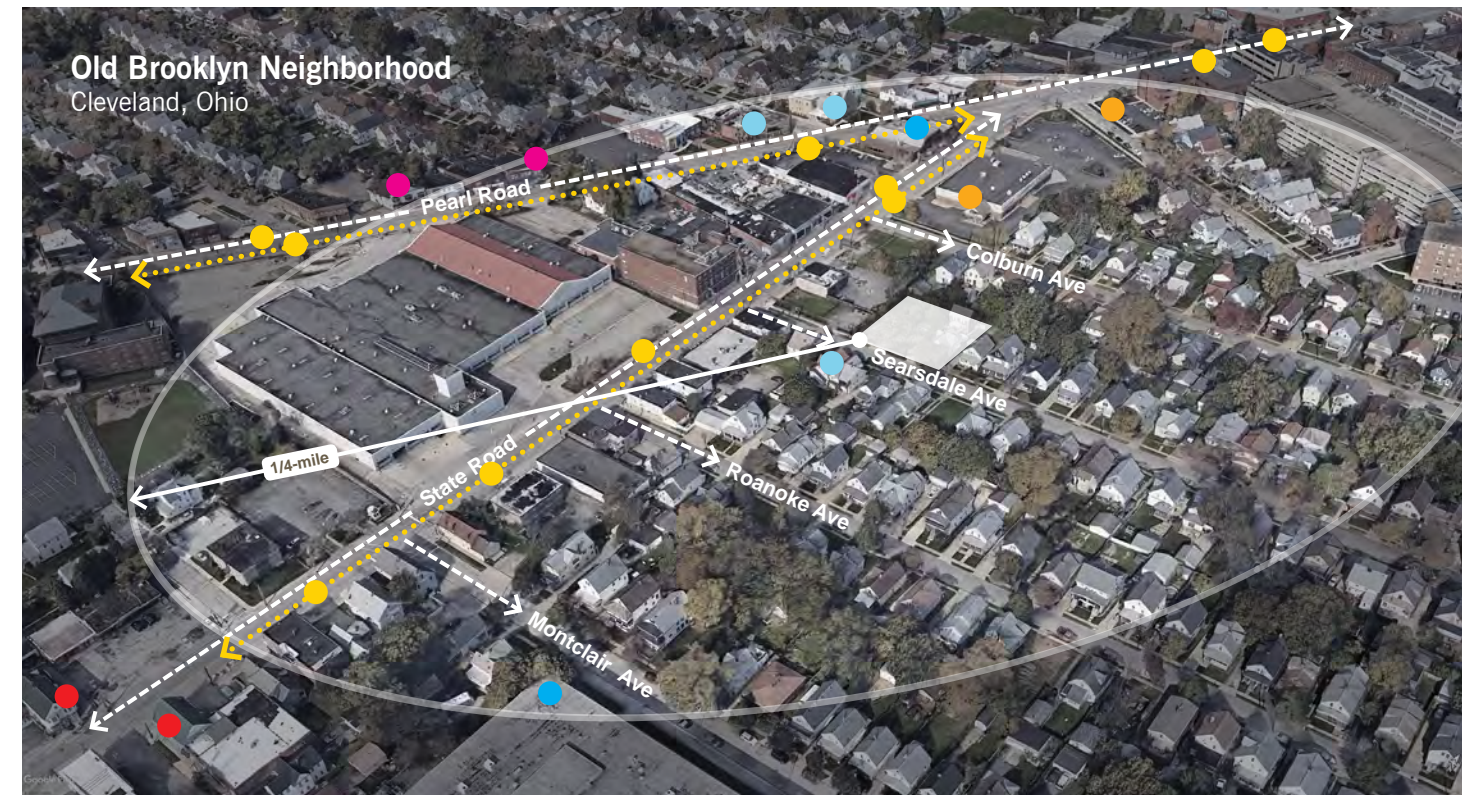 Old Brooklyn Neighborhood
Cleveland, Ohio
Pearl Road
Colburn Ave
Searsdale Ave
1/4-mile
State Road
Roanoke Ave
Montclair Ave
Google